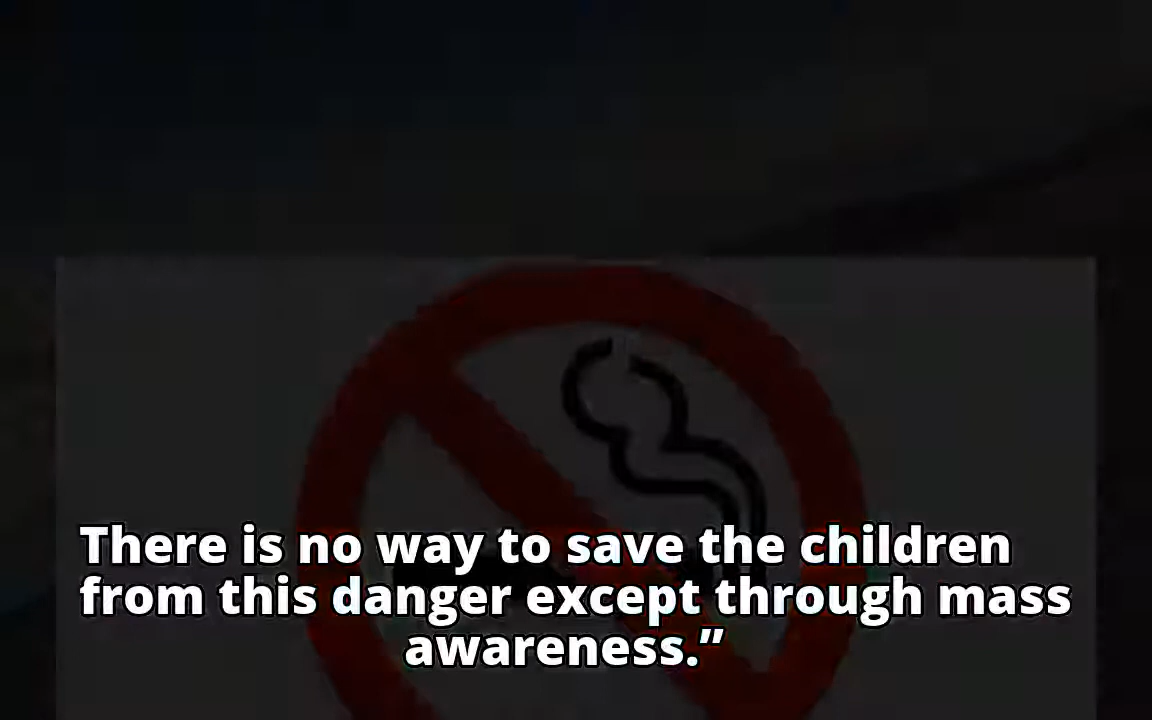 There is no way to save the children
from this danger except through mass
awareness.”